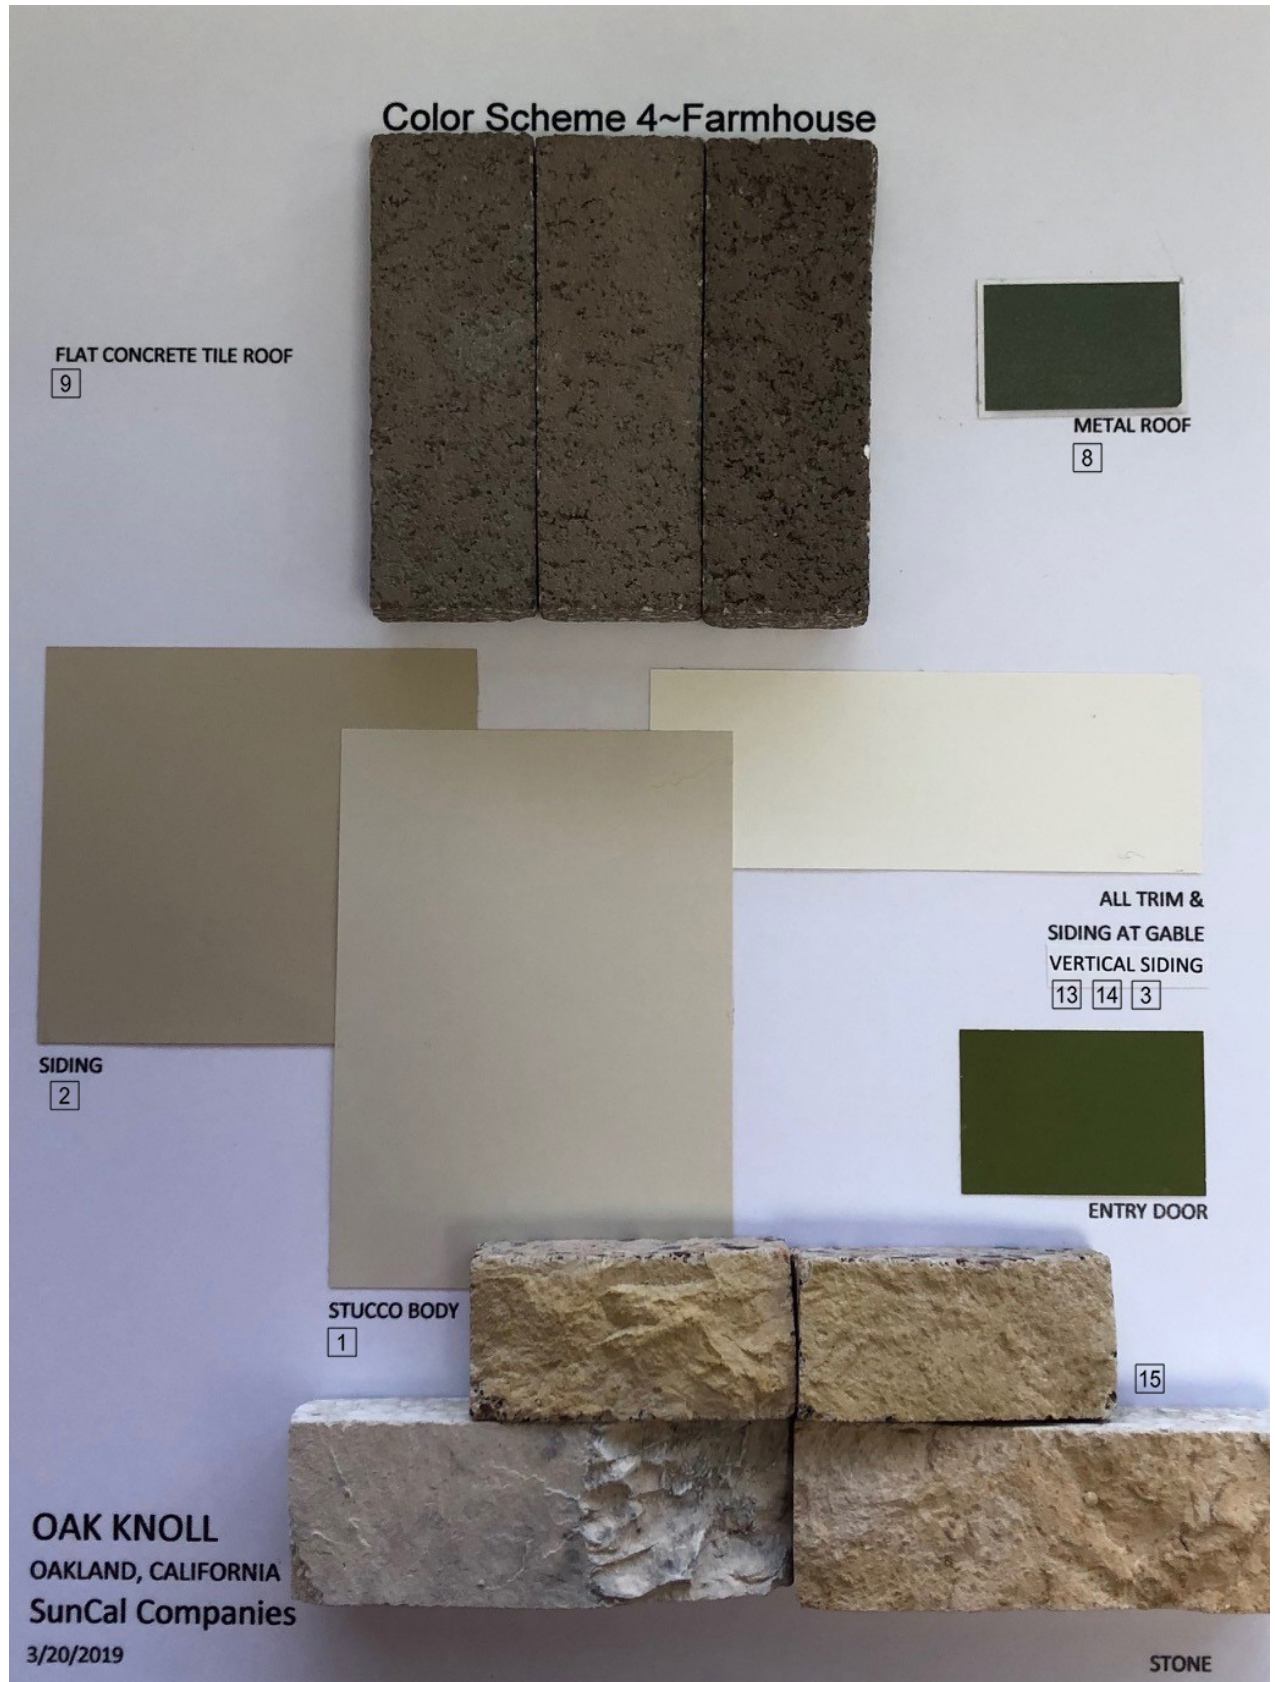 Color Scheme 4~Farmhouse
FLAT CONCRETE TILE ROOF
9
METAL ROOF
8
ALL TRIM &
SIDING AT GABLE
VERTICAL SIDING
13 14 3
SIDING
2
ENTRY DOOR
STUCCO BODY
1
15
OAK KNOLL
OAKLAND, CALIFORNIA
SunCal Companies
3/20/2019
STONE